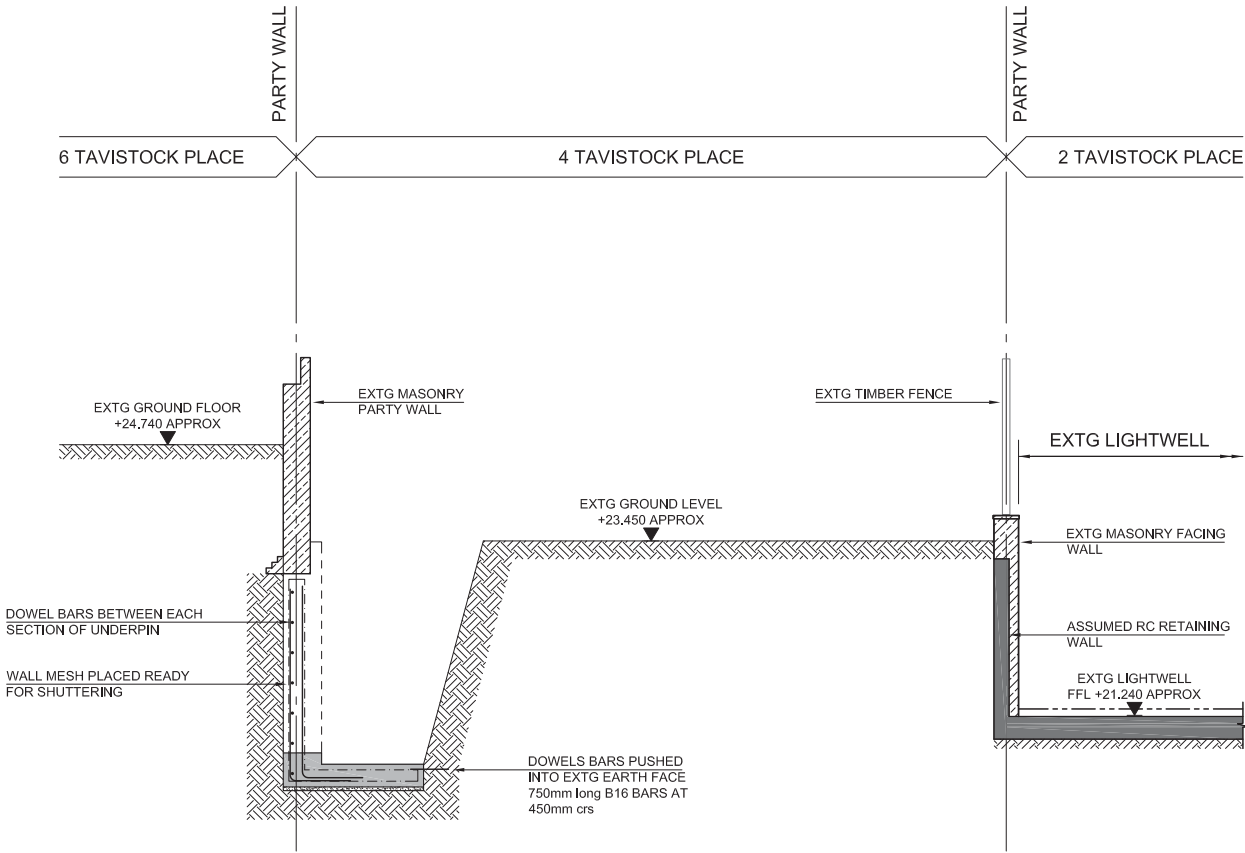 PARTY WALL
PARTY WALL
6 TAVISTOCK PLACE
4 TAVISTOCK PLACE
2 TAVISTOCK PLACE
EXTG GROUND FLOOR
+24.740 APPROX
EXTG MASONRY
PARTY WALL
EXTG TIMBER FENCE
EXTG LIGHTWELL
EXTG GROUND LEVEL
+23.450 APPROX
EXTG MASONRY FACING
WALL
DOWEL BARS BETWEEN EACH
SECTION OF UNDERPIN
ASSUMED RC RETAINING
WALL
WALL MESH PLACED READY
FOR SHUTTERING
EXTG LIGHTWELL
FFL +21.240 APPROX
DOWELS BARS PUSHED
INTO EXTG EARTH FACE
750mm long B16 BARS AT
450mm crs